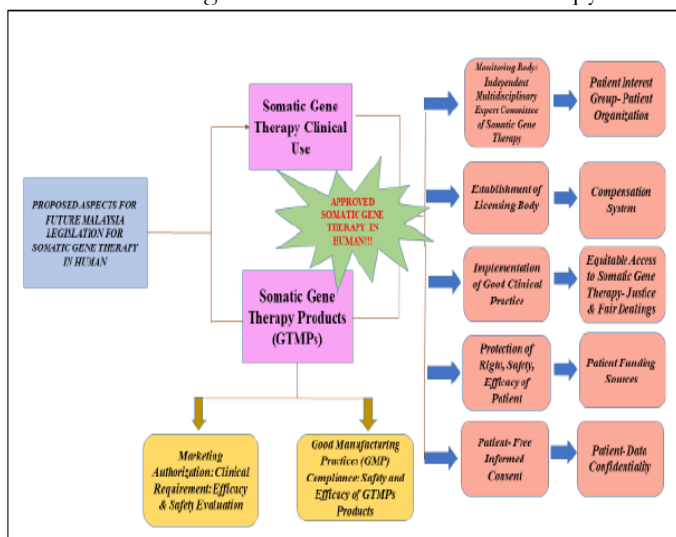 Somatic Gene
Therapy Clinical
Use
Monitoring Body:
Independent
Multidisciplinary
Expert Committee
of Somatic Gene
Therapy
Patient Interest
Group- Patient
Organization
PROPOSED ASPECTS FOR
FUTURE MALAYSIA
LEGISLATION FOR
SOMATIC GENE THERAPY
IN HUMAN
APPROVED
SOMATIC GENE
THERAPY IN
HUMAN!!!
Establishment of
Licensing Body
Compensation
System
Somatic Gene
Therapy Products
(GTMPs)
Implementation
of Good Clinical
Practice
Equitable Access
to Somatic Gene
Therapy- Justice
& Fair Dealings
Protection of
Right, Safety,
Efficacy of
Patient
Patient Funding
Sources
Marketing
Authorization: Clinical
Requirement: Efficacy
& Safety Evaluation
Good Manufacturing
Practices (GMP)
Compliance: Safety and
Efficacy of GTMPs
Products
Patient- Free
Informed
Consent
Patient-Data
Confidentiality